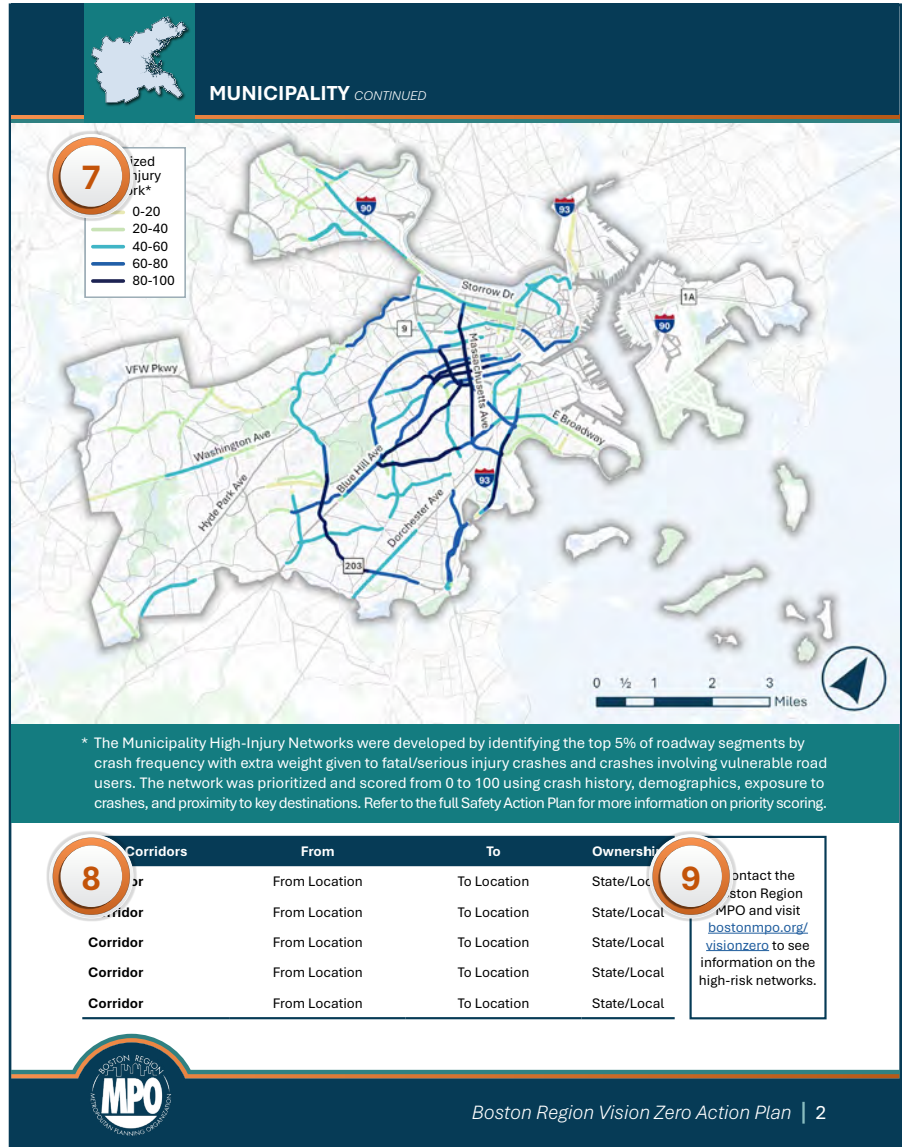 MUNICIPALITY CONTINUED
7
ized
njury
ork*
0-20
20-40
40-60
60-80
80-100
90
93
Storrow Dr
1A
9
90
Massachusetts Ave
VFW Pkwy
E Broadway
Washington Ave
Blue Hill Ave
93
Hyde Park Ave
Dorchester Ave
203
0 ½ 1 2 3
Miles
* The Municipality High-Injury Networks were developed by identifying the top 5% of roadway segments by
crash frequency with extra weight given to fatal/serious injury crashes and crashes involving vulnerable road
users. The network was prioritized and scored from 0 to 100 using crash history, demographics, exposure to
crashes, and proximity to key destinations. Refer to the full Safety Action Plan for more information on priority scoring.
8
Corridors From To Ownership
or From Location To Location State/Loc
rridor From Location To Location State/Local
Corridor From Location To Location State/Local
Corridor From Location To Location State/Local
Corridor From Location To Location State/Local
9
ontact the
ston Region
MPO and visit
bostonmpo.org/
visionzero to see
information on the
high-risk networks.
BOSTON REGION
MPO
METROPOLITAN PLANNING ORGANIZATION
Boston Region Vision Zero Action Plan | 2